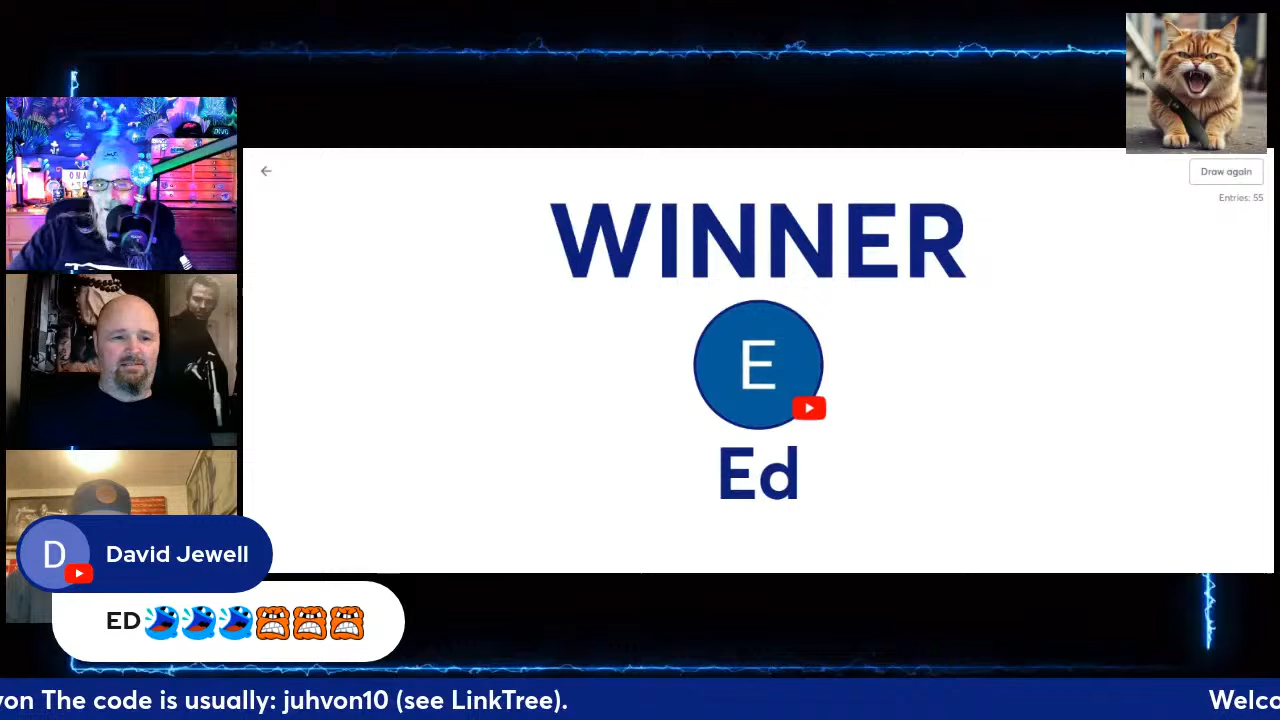 Draw again
Entries: 55
WINNER
E
Ed
D
David Jewell
ED
von The code is usually: juhvon10 (see LinkTree).
Welco